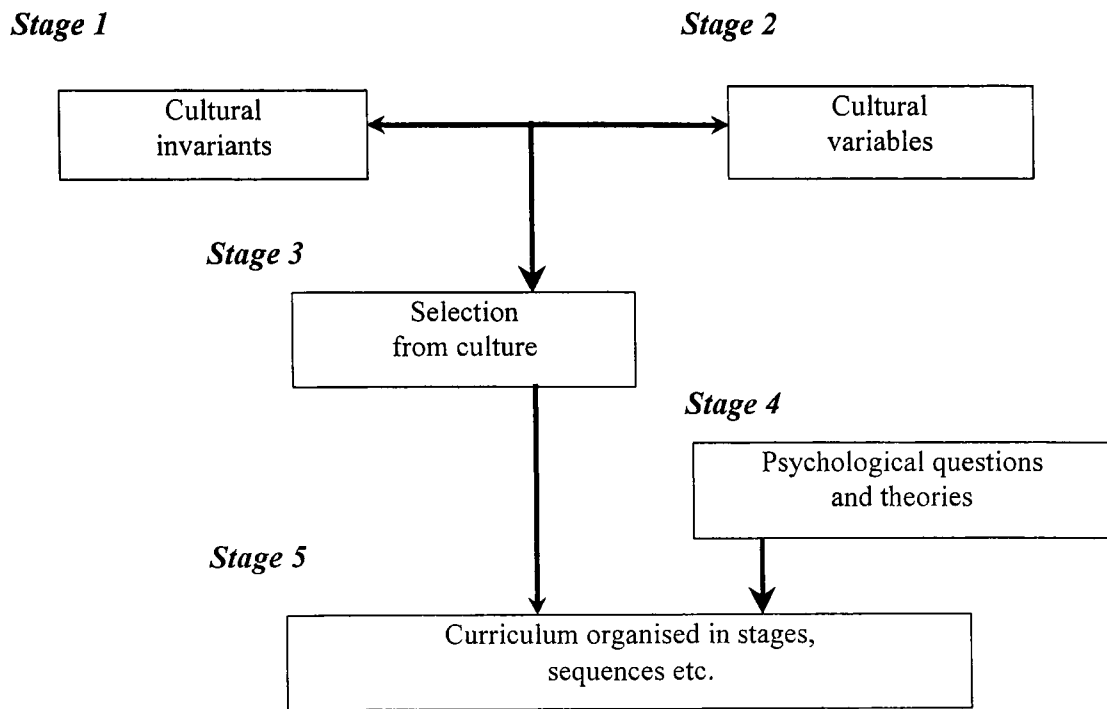 Stage 1
Stage 2
Cultural
invariants
Cultural
variables
Stage 3
Selection
from culture
Stage 4
Psychological questions
and theories
Stage 5
Curriculum organised in stages,
sequences etc.